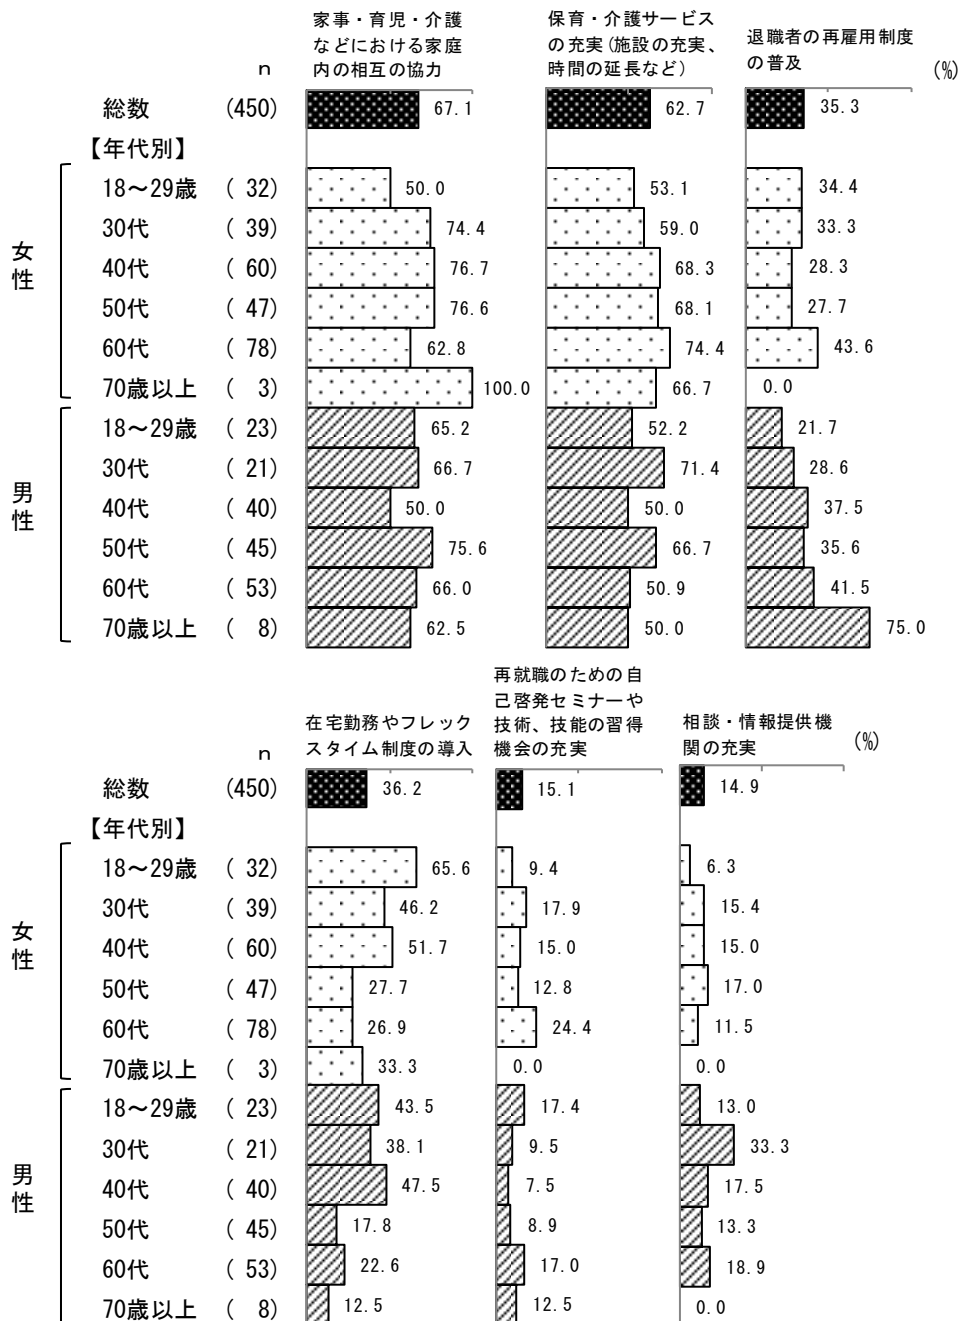 家事・育児・介護
などにおける家庭
内の相互の協力
保育・介護サービス
の充実(施設の充実、
時間の延長など)
退職者の再雇用制度
の普及
n
(%)
総数 (450) 67.1 62.7 35.3
【年代別】
女性
18～29歳 ( 32) 50.0 53.1 34.4
30代 ( 39) 74.4 59.0 33.3
40代 ( 60) 76.7 68.3 28.3
50代 ( 47) 76.6 68.1 27.7
60代 ( 78) 62.8 74.4 43.6
70歳以上 ( 3) 100.0 66.7 0.0
男性
18～29歳 ( 23) 65.2 52.2 21.7
30代 ( 21) 66.7 71.4 28.6
40代 ( 40) 50.0 50.0 37.5
50代 ( 45) 75.6 66.7 35.6
60代 ( 53) 66.0 50.9 41.5
70歳以上 ( 8) 62.5 50.0 75.0
在宅勤務やフレック
スタイム制度の導入
再就職のための自
己啓発セミナーや
技術、技能の習得
機会の充実
相談・情報提供機
関の充実
n
(%)
総数 (450) 36.2 15.1 14.9
【年代別】
女性
18～29歳 ( 32) 65.6 9.4 6.3
30代 ( 39) 46.2 17.9 15.4
40代 ( 60) 51.7 15.0 15.0
50代 ( 47) 27.7 12.8 17.0
60代 ( 78) 26.9 24.4 11.5
70歳以上 ( 3) 33.3 0.0 0.0
男性
18～29歳 ( 23) 43.5 17.4 13.0
30代 ( 21) 38.1 9.5 33.3
40代 ( 40) 47.5 7.5 17.5
50代 ( 45) 17.8 8.9 13.3
60代 ( 53) 22.6 17.0 18.9
70歳以上 ( 8) 12.5 12.5 0.0